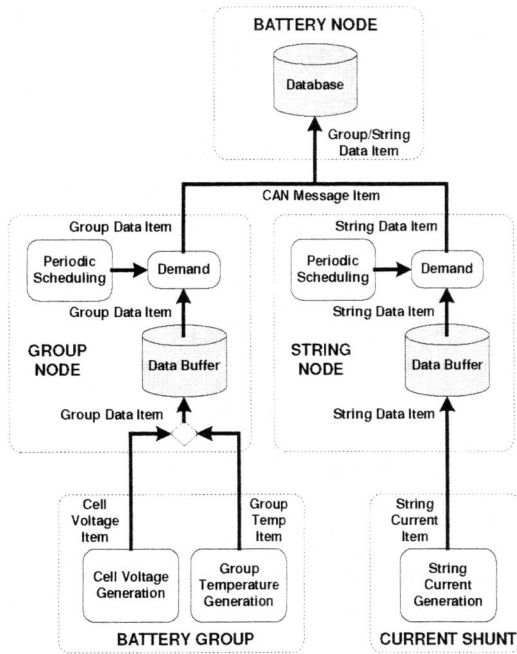 BATTERY NODE
Database
Group/String
Data Item
CAN Message Item
Group Data Item
String Data Item
Periodic
Scheduling
Demand
Periodic
Scheduling
Demand
Group Data Item
String Data Item
GROUP
NODE
Data Buffer
STRING
NODE
Data Buffer
Group Data Item
String Data Item
Cell
Voltage
Item
Group
Temp
Item
String
Current
Item
Cell Voltage
Generation
Group
Temperature
Generation
String
Current
Generation
BATTERY GROUP
CURRENT SHUNT